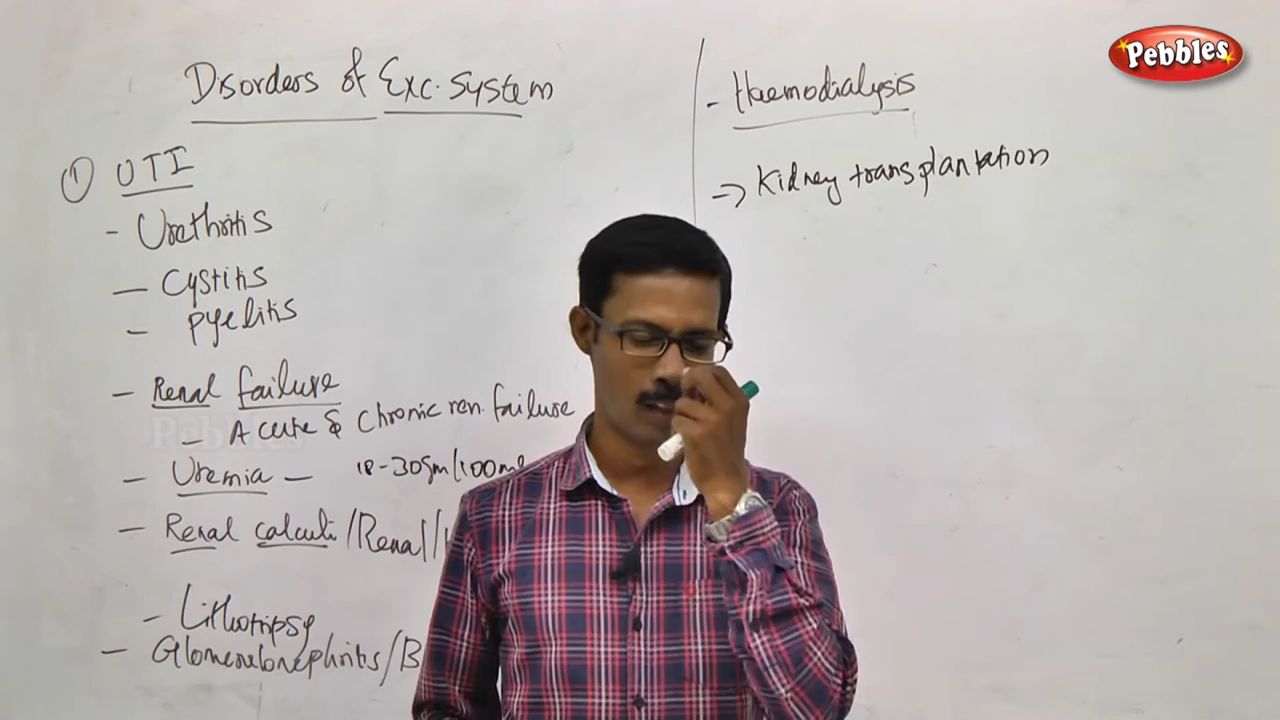 Disorders of Exc. System
① UTI
- Urethritis
- Cystitis
- Pyelitis
- Renal failure
- Acute & Chronic ren. failure
- Uremia - 18-30gm/100ml
- Renal calculi/Renal/
- Lithotripsy
- Glomerulonephritis/B
- Haemodialysis
=> Kidney transplantation
Pebbles
Pebbles